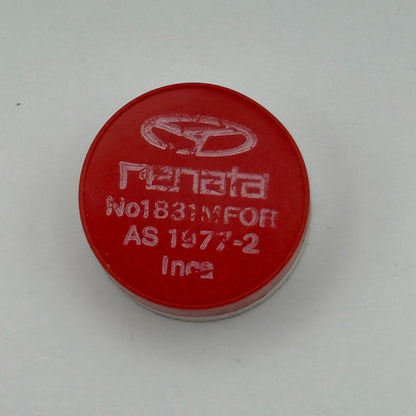 renata
No1831MFOR
AS 1977-2
Inca